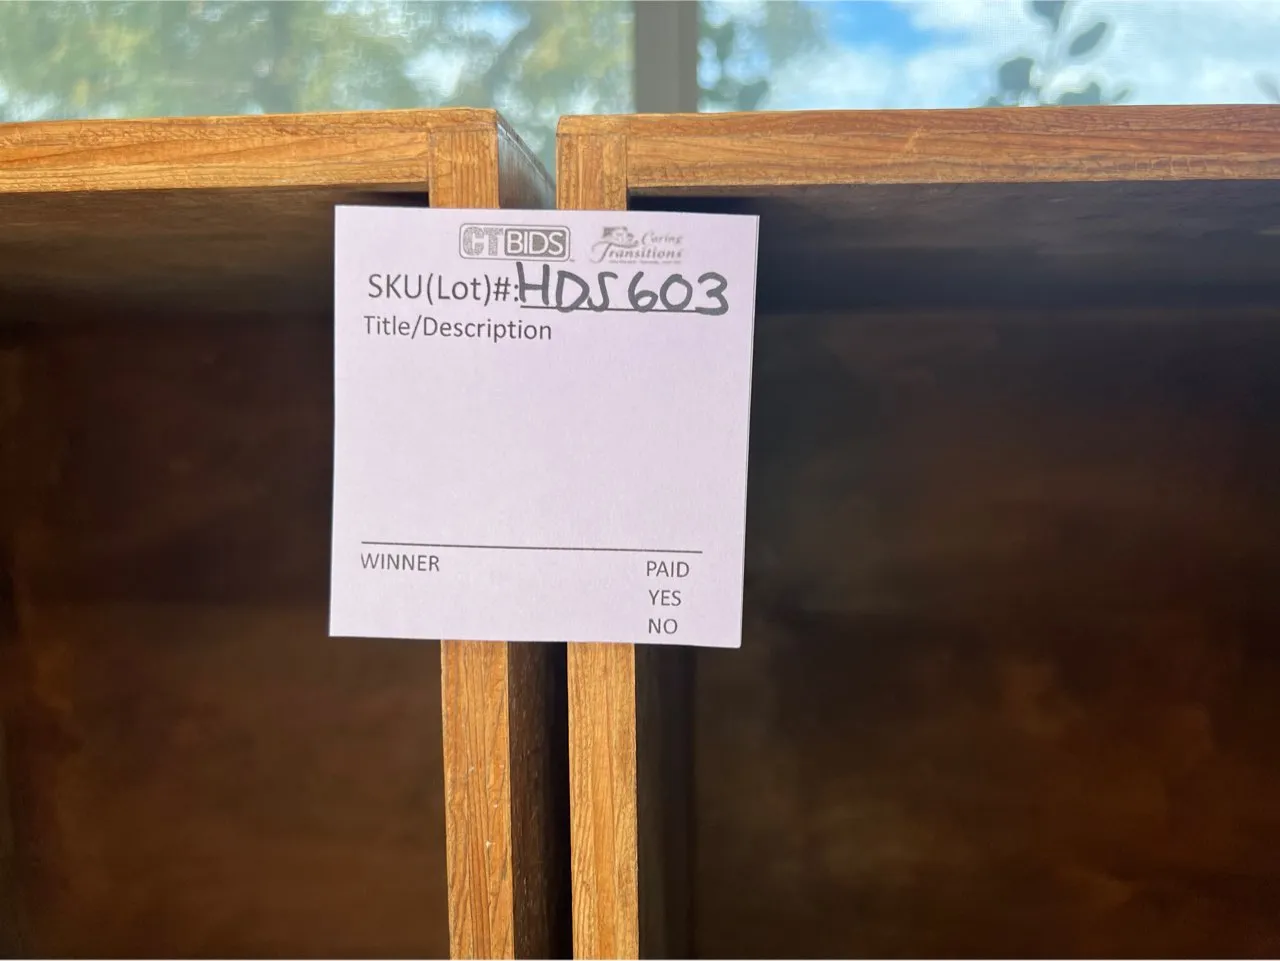 CTBIDS Caring Transitions
SKU(Lot)#: HDS603
Title/Description
WINNER PAID
YES
NO